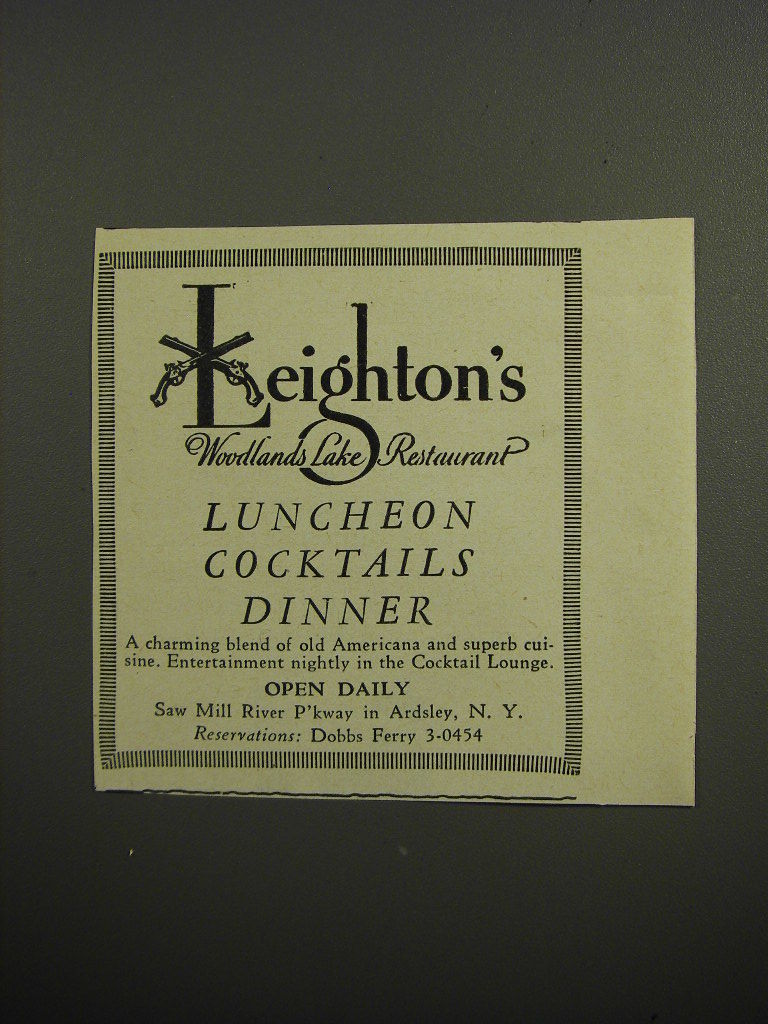 Leighton's
Woodlands Lake Restaurant
LUNCHEON
COCKTAILS
DINNER
A charming blend of old Americana and superb cui-
sine. Entertainment nightly in the Cocktail Lounge.
OPEN DAILY
Saw Mill River P'kway in Ardsley, N. Y.
Reservations: Dobbs Ferry 3-0454